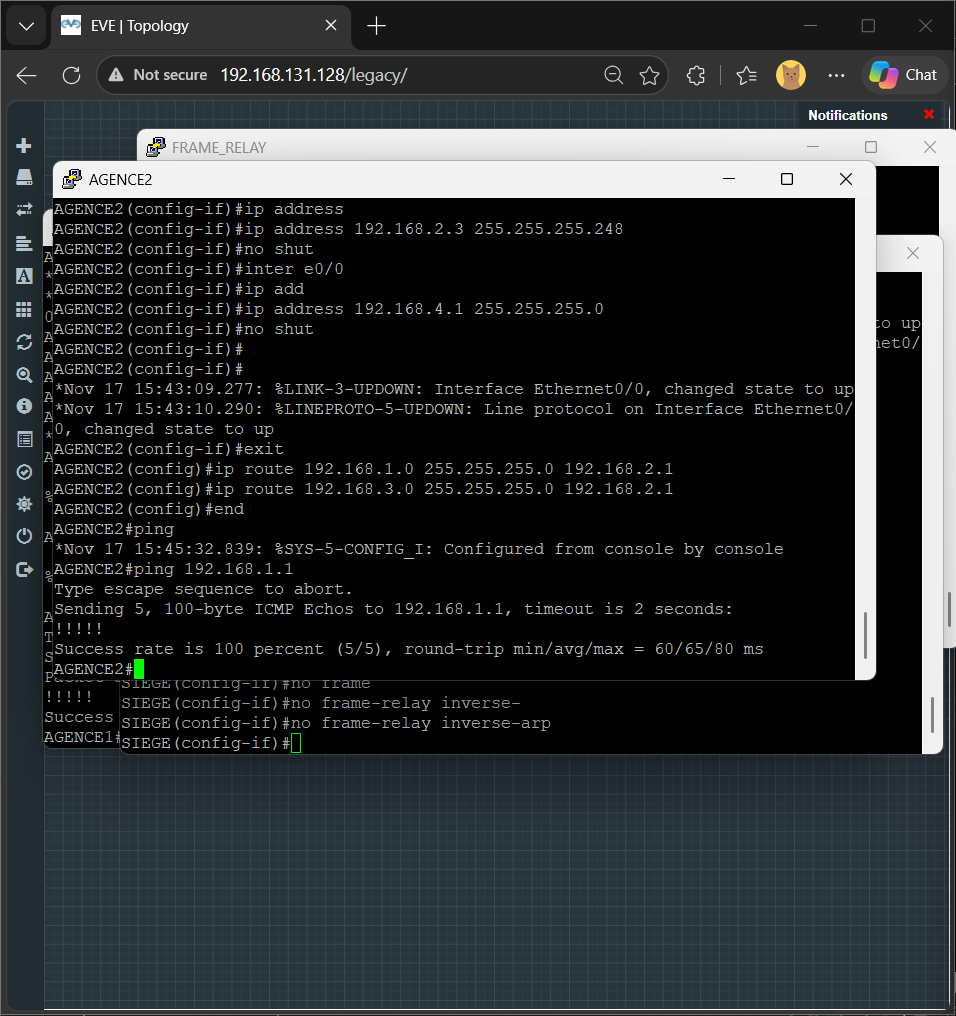 EVE | Topology
Not secure 192.168.131.128/legacy/
Chat
Notifications
FRAME_RELAY
AGENCE2
AGENCE2(config-if)#ip address
AGENCE2(config-if)#ip address 192.168.2.3 255.255.255.248
AGENCE2(config-if)#no shut
AGENCE2(config-if)#inter e0/0
AGENCE2(config-if)#ip add
AGENCE2(config-if)#ip address 192.168.4.1 255.255.255.0
AGENCE2(config-if)#no shut
AGENCE2(config-if)#
AGENCE2(config-if)#
*Nov 17 15:43:09.277: %LINK-3-UPDOWN: Interface Ethernet0/0, changed state to up
*Nov 17 15:43:10.290: %LINEPROTO-5-UPDOWN: Line protocol on Interface Ethernet0/
0, changed state to up
AGENCE2(config-if)#exit
AGENCE2(config)#ip route 192.168.1.0 255.255.255.0 192.168.2.1
AGENCE2(config)#ip route 192.168.3.0 255.255.255.0 192.168.2.1
AGENCE2(config)#end
AGENCE2#ping
*Nov 17 15:45:32.839: %SYS-5-CONFIG_I: Configured from console by console
AGENCE2#ping 192.168.1.1
Type escape sequence to abort.
Sending 5, 100-byte ICMP Echos to 192.168.1.1, timeout is 2 seconds:
!!!!!
Success rate is 100 percent (5/5), round-trip min/avg/max = 60/65/80 ms
AGENCE2#
to up
net0/
!!!!!
Success
AGENCE1#
SIEGE(config-if)#no frame
SIEGE(config-if)#no frame-relay inverse-
SIEGE(config-if)#no frame-relay inverse-arp
SIEGE(config-if)#